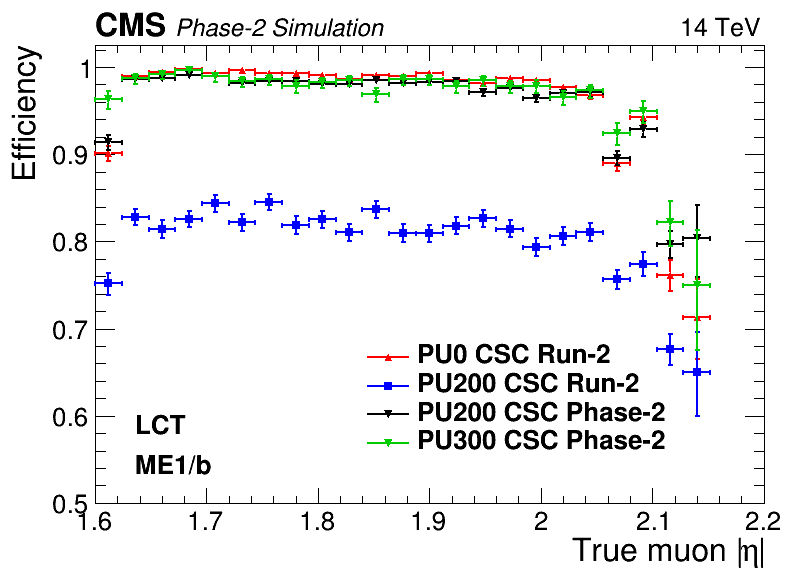 CMS Phase-2 Simulation 14 TeV
Efficiency
1
0.9
0.8
0.7
0.6
0.5
PU0 CSC Run-2
PU200 CSC Run-2
PU200 CSC Phase-2
PU300 CSC Phase-2
LCT
ME1/b
1.6 1.7 1.8 1.9 2 2.1 2.2
True muon |η|